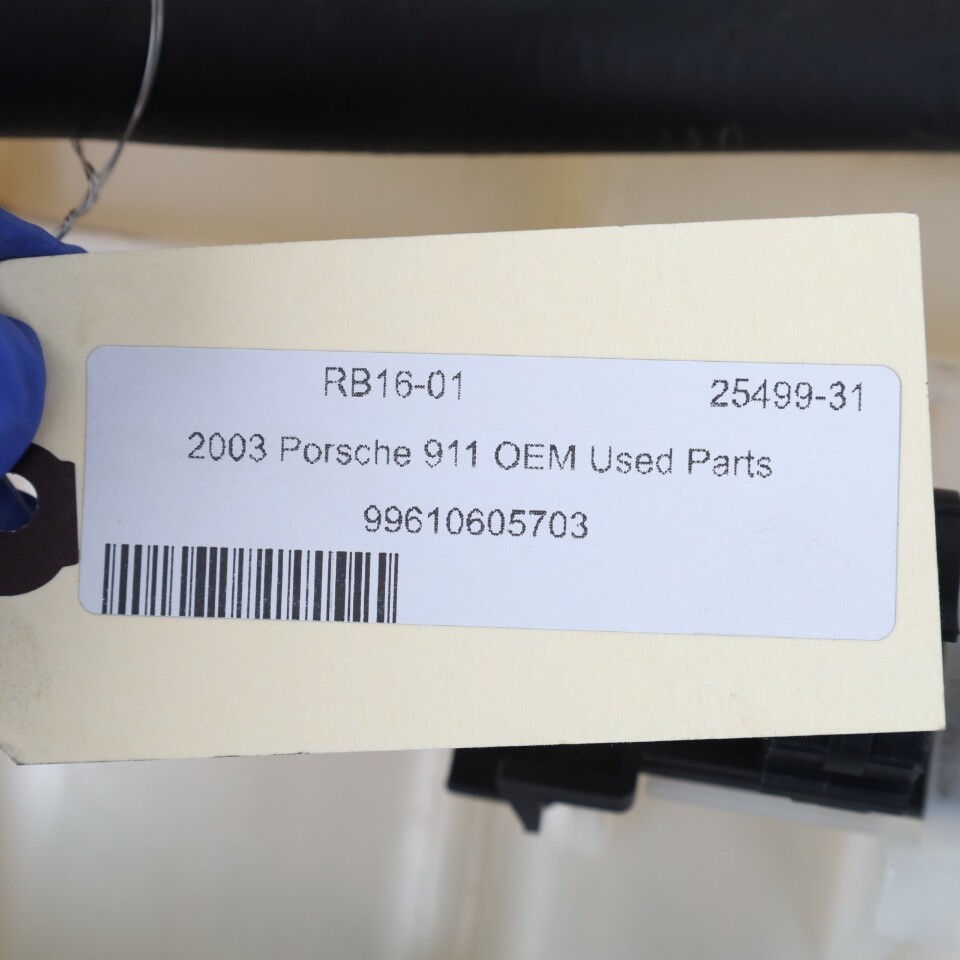 RB16-01 25499-31
2003 Porsche 911 OEM Used Parts
99610605703